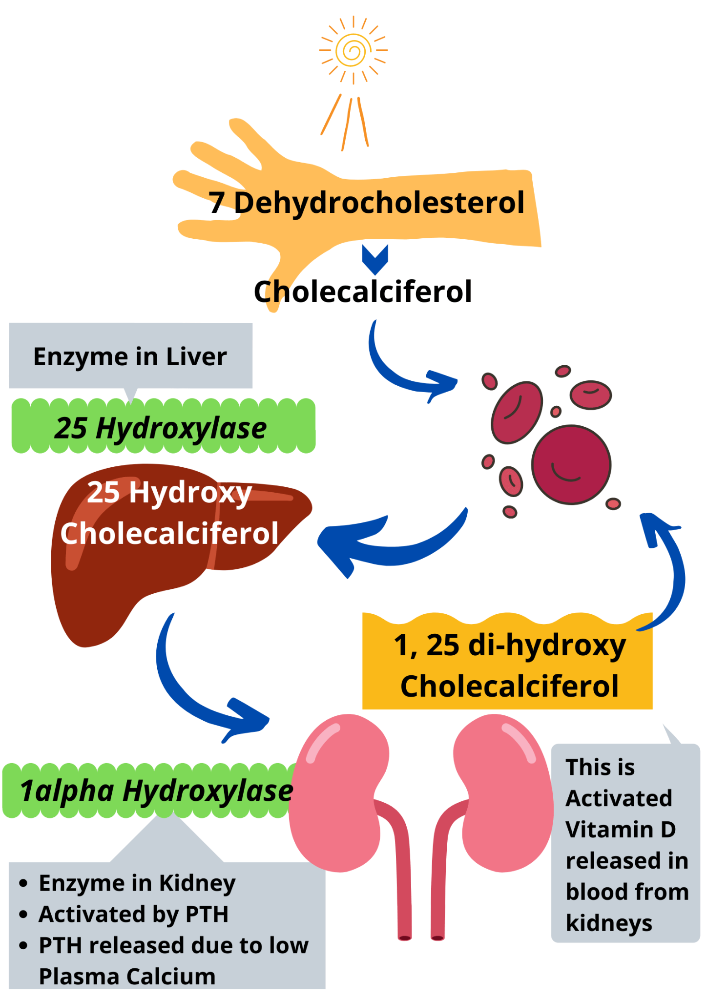 7 Dehydrocholesterol
Cholecalciferol
Enzyme in Liver
25 Hydroxylase
25 Hydroxy
Cholecalciferol
1, 25 di-hydroxy
Cholecalciferol
This is
Activated
Vitamin D
released in
blood from
kidneys
1alpha Hydroxylase
• Enzyme in Kidney
• Activated by PTH
• PTH released due to low
Plasma Calcium